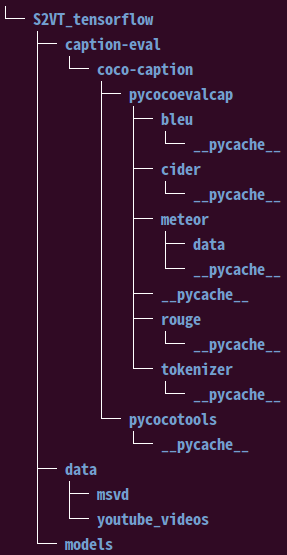 S2VT_tensorflow
caption-eval
coco-caption
pycocoevalcap
bleu
__pycache__
cider
__pycache__
meteor
data
__pycache__
__pycache__
rouge
__pycache__
tokenizer
__pycache__
pycocotools
__pycache__
data
msvd
youtube_videos
models